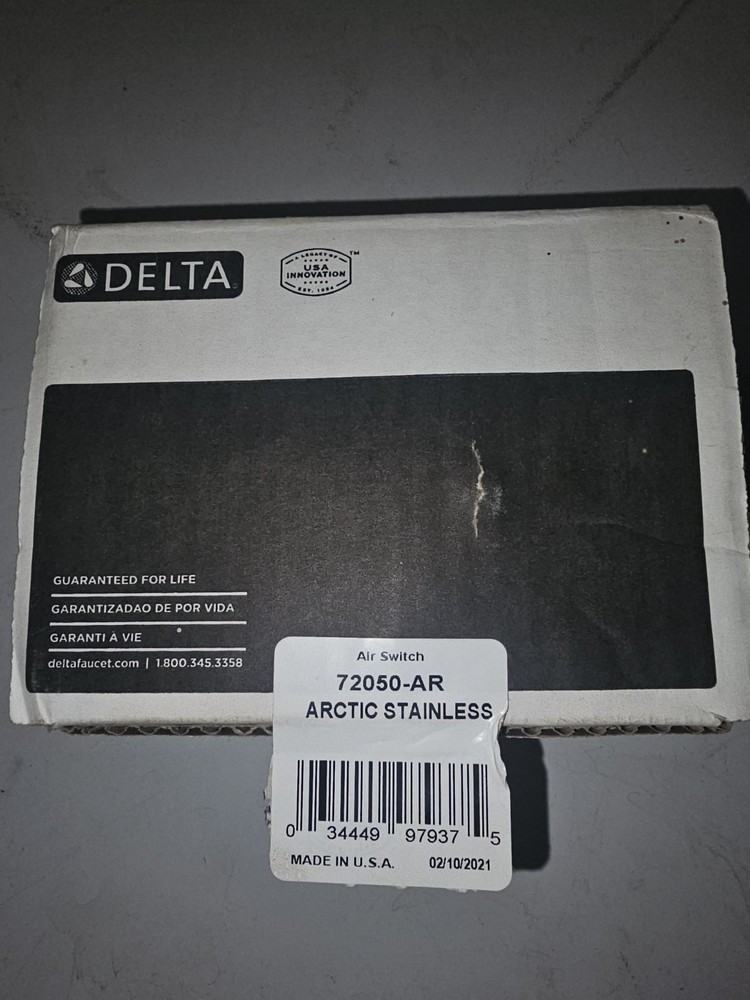 DELTA
A LEGACY OF
USA
INNOVATION
EST. 1954
TM
GUARANTEED FOR LIFE
GARANTIZADAO DE POR VIDA
GARANTI À VIE
deltafaucet.com | 1.800.345.3358
Air Switch
72050-AR
ARCTIC STAINLESS
0 34449 97937 5
MADE IN U.S.A. 02/10/2021